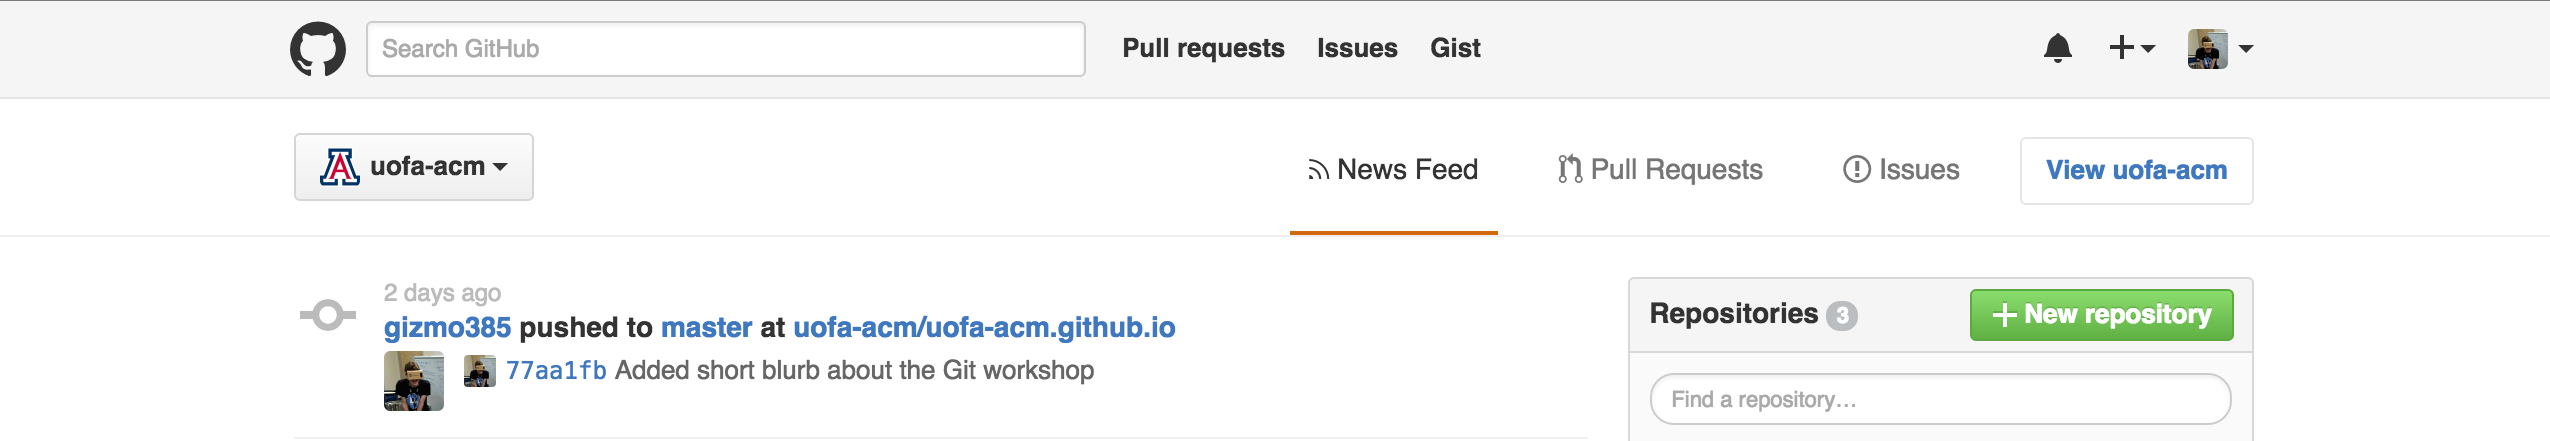 Search GitHub
Pull requests Issues Gist
uofa-acm
News Feed Pull Requests Issues View uofa-acm
2 days ago
gizmo385 pushed to master at uofa-acm/uofa-acm.github.io
77aa1fb Added short blurb about the Git workshop
Repositories 3 New repository
Find a repository…